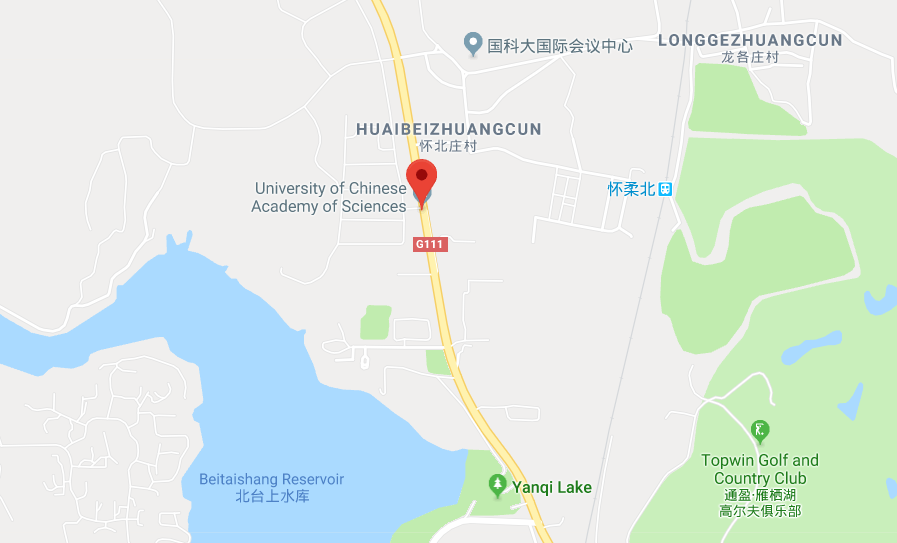 国科大国际会议中心
LONGGEZHUANGCUN
龙各庄村
HUAIBEIZHUANGCUN
怀北庄村
University of Chinese
Academy of Sciences
怀柔北
G111
Beitaishang Reservoir
北台上水库
Yanqi Lake
Topwin Golf and
Country Club
通盈·雁栖湖
高尔夫俱乐部